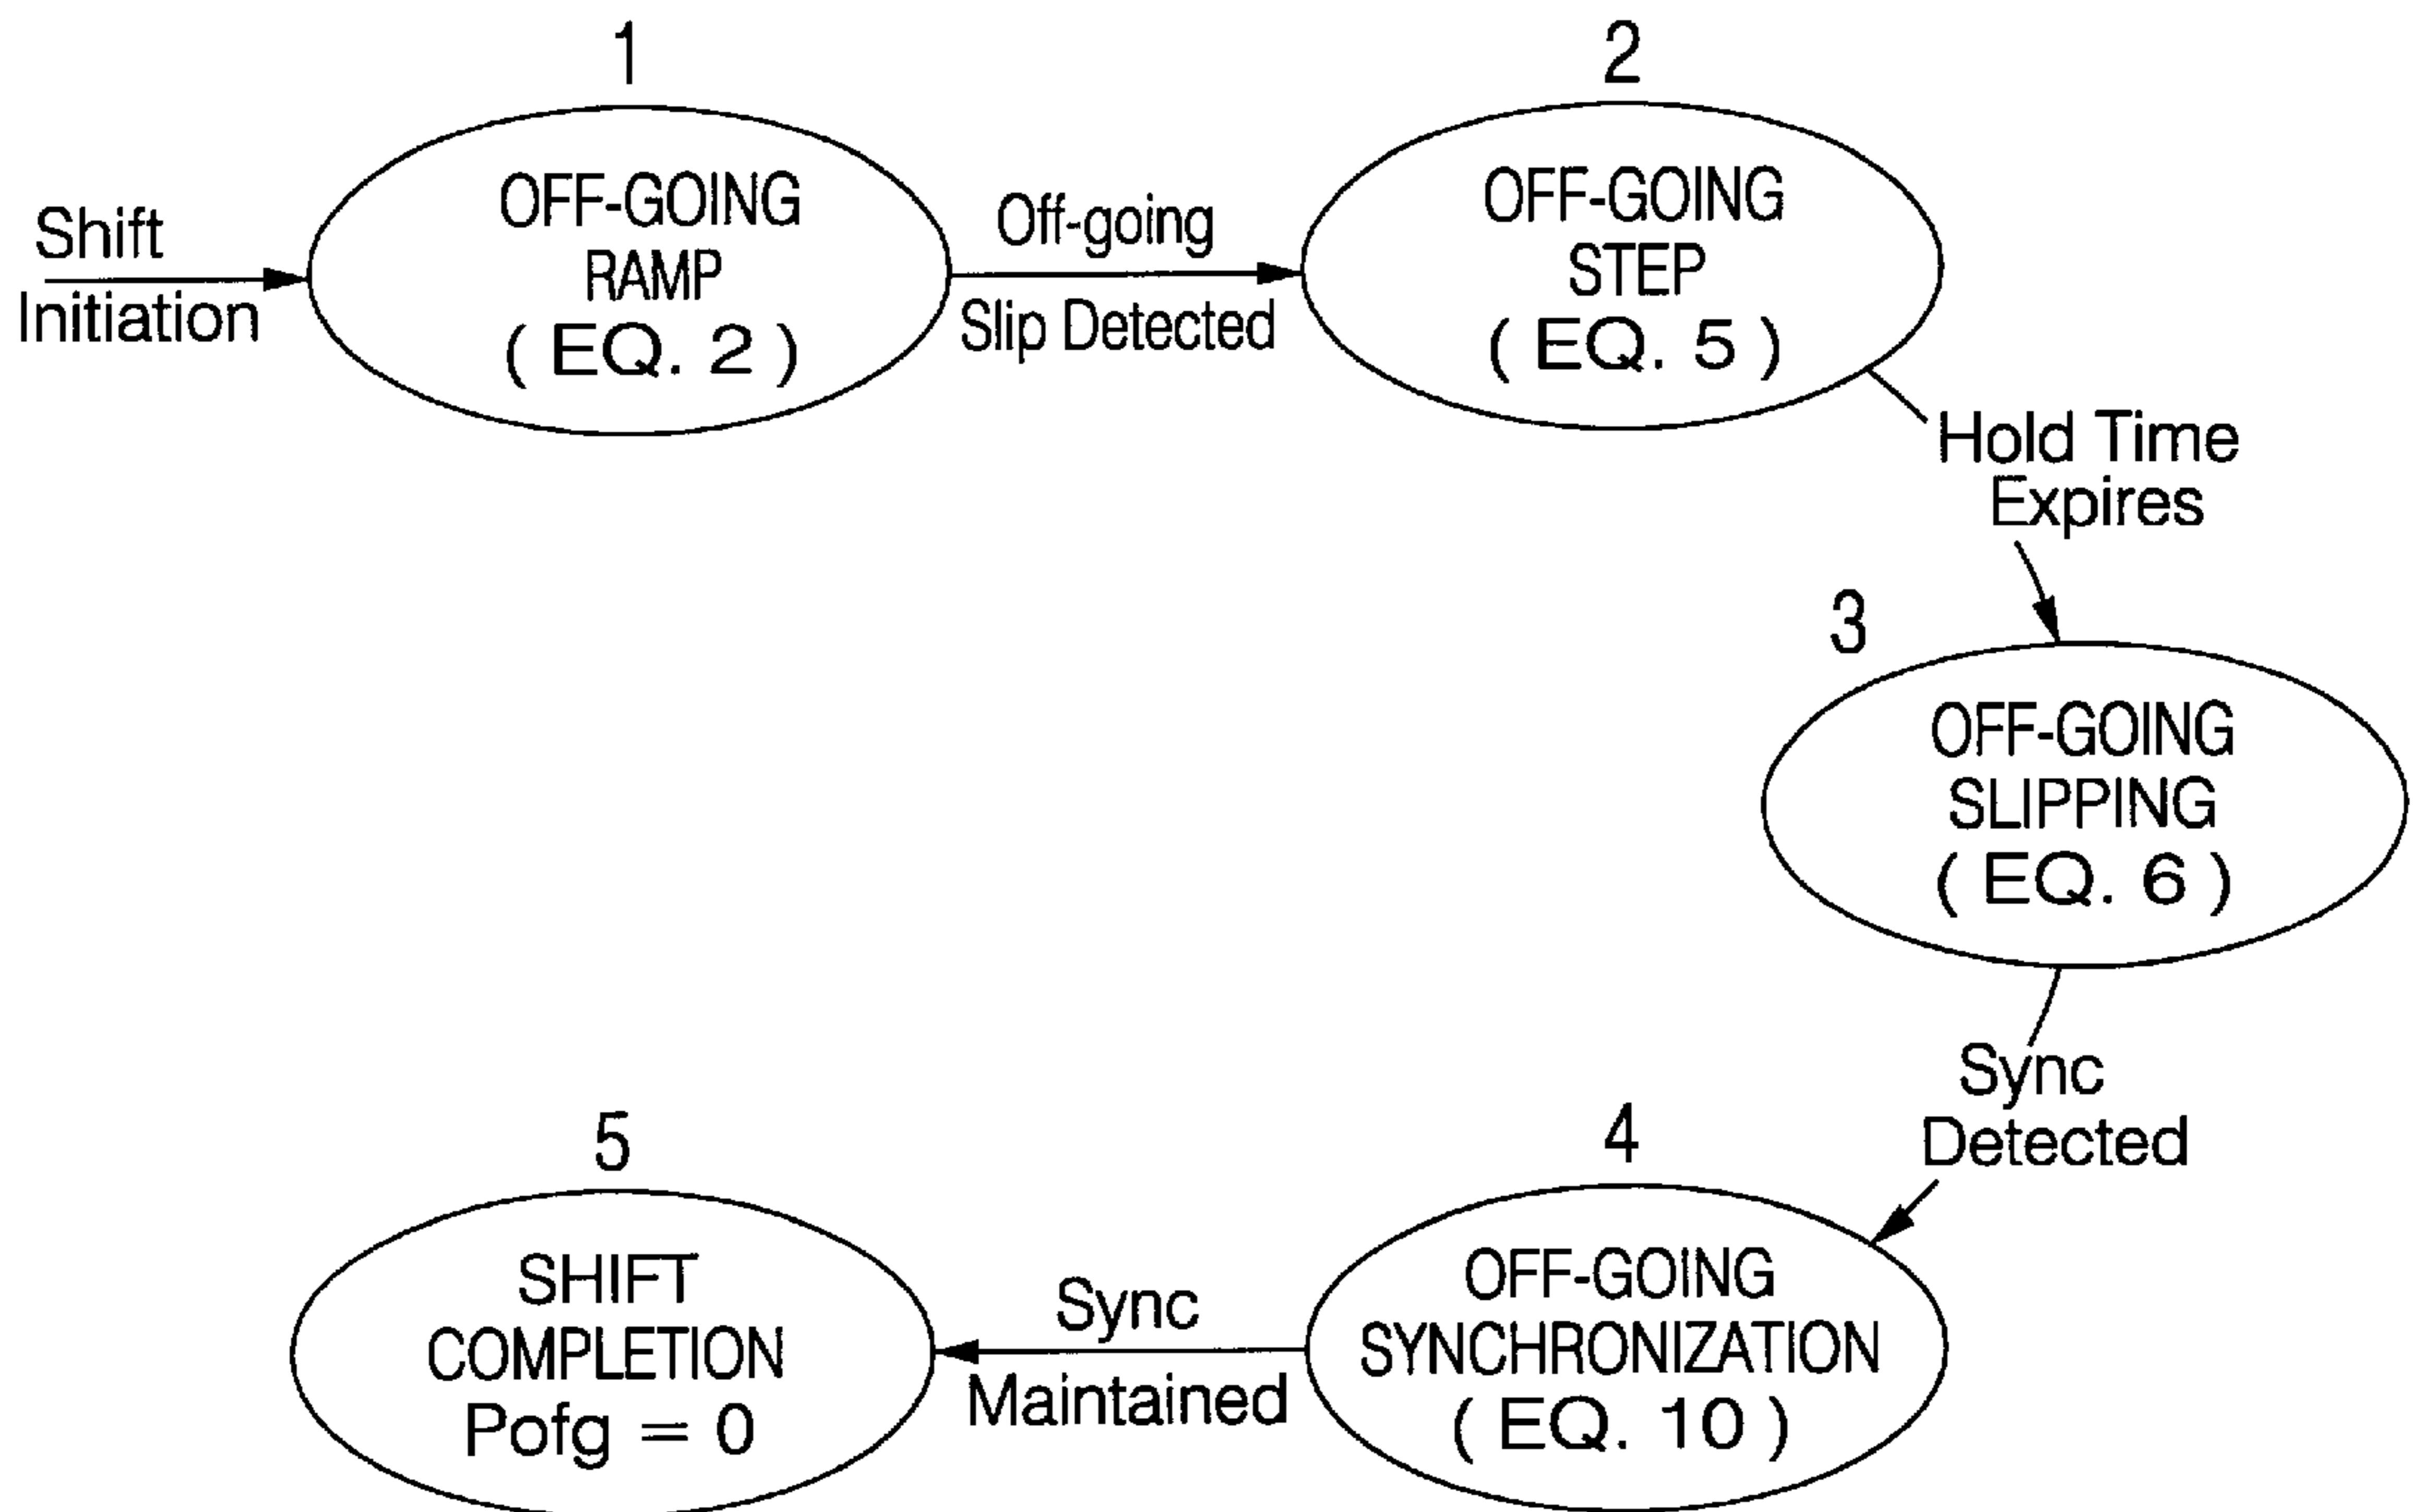 1
2
Shift
Initiation
OFF-GOING
RAMP
( EQ. 2 )
Off-going
Slip Detected
OFF-GOING
STEP
( EQ. 5 )
Hold Time
Expires
3
OFF-GOING
SLIPPING
( EQ. 6 )
Sync
Detected
4
OFF-GOING
SYNCHRONIZATION
( EQ. 10 )
Sync
Maintained
5
SHIFT
COMPLETION
Pofg = 0